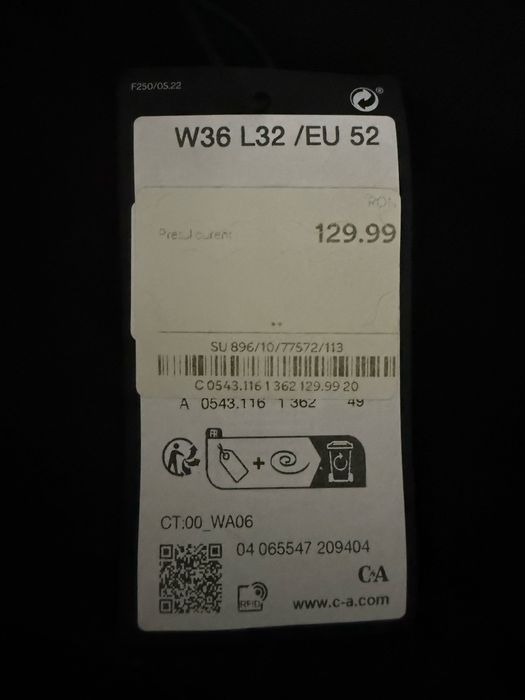 F250/05.22
W36 L32 /EU 52
RON
Prețul curent
129.99
SU 896/10/77572/113
C 0543.116 1 362 129.99 20
A 0543.116 1 362 49
FR
+
CT:00_WA06
04 065547 209404
C&A
RFID
www.c-a.com